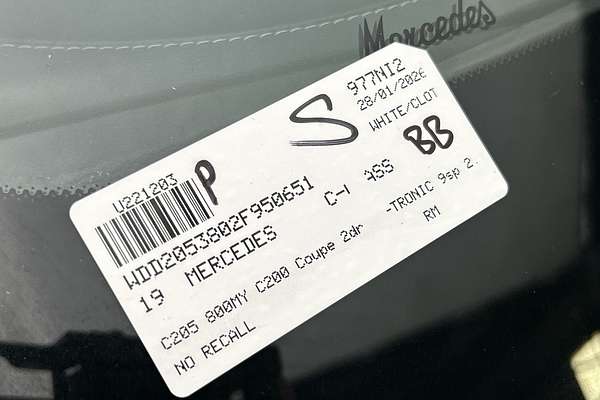 Mercedes
977NI2
28/01/2026
WHITE/CLOT
U221203
P
S
BB
WDD2053802F950651
19 MERCEDES
C205 800MY C200 Coupe 2dr -TRONIC 9sp 2.
NO RECALL
RM